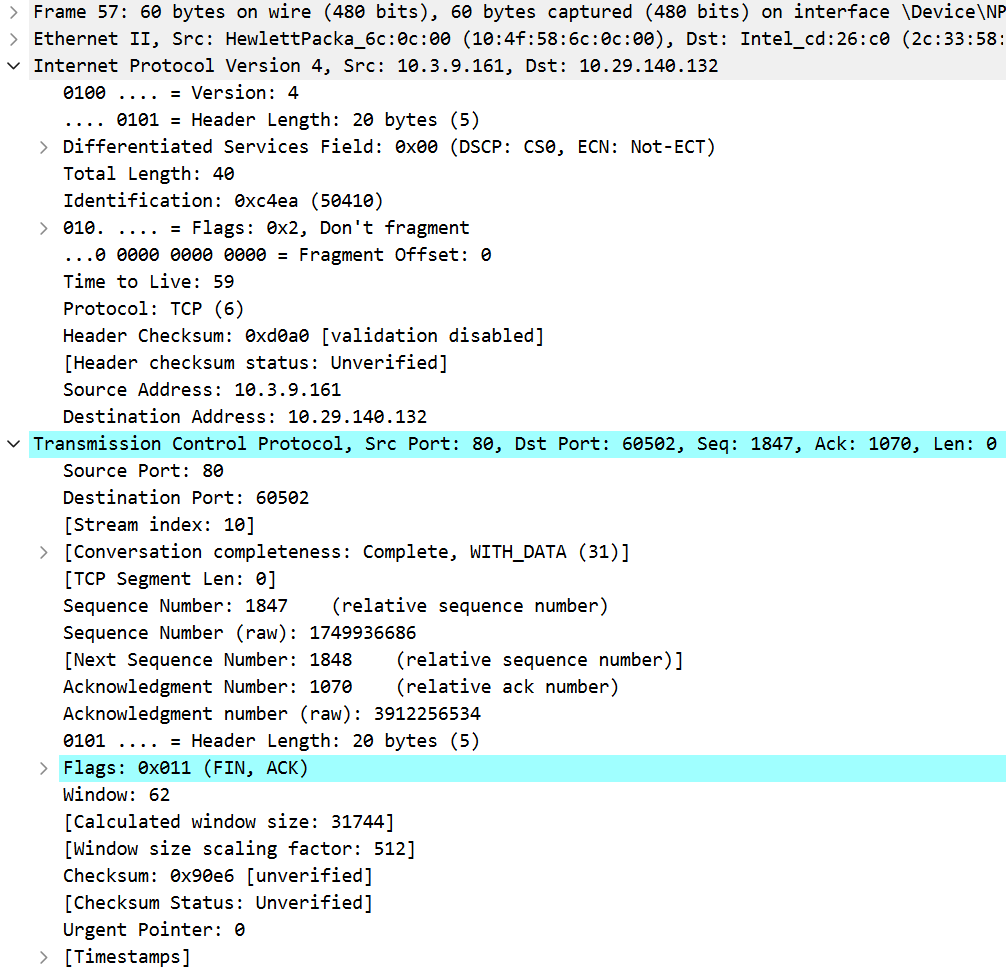 Frame 57: 60 bytes on wire (480 bits), 60 bytes captured (480 bits) on interface \Device\NP
Ethernet II, Src: HewlettPacka_6c:0c:00 (10:4f:58:6c:0c:00), Dst: Intel_cd:26:c0 (2c:33:58:
Internet Protocol Version 4, Src: 10.3.9.161, Dst: 10.29.140.132
0100 .... = Version: 4
.... 0101 = Header Length: 20 bytes (5)
Differentiated Services Field: 0x00 (DSCP: CS0, ECN: Not-ECT)
Total Length: 40
Identification: 0xc4ea (50410)
010. .... = Flags: 0x2, Don't fragment
...0 0000 0000 0000 = Fragment Offset: 0
Time to Live: 59
Protocol: TCP (6)
Header Checksum: 0xd0a0 [validation disabled]
[Header checksum status: Unverified]
Source Address: 10.3.9.161
Destination Address: 10.29.140.132
Transmission Control Protocol, Src Port: 80, Dst Port: 60502, Seq: 1847, Ack: 1070, Len: 0
Source Port: 80
Destination Port: 60502
[Stream index: 10]
[Conversation completeness: Complete, WITH_DATA (31)]
[TCP Segment Len: 0]
Sequence Number: 1847    (relative sequence number)
Sequence Number (raw): 1749936686
[Next Sequence Number: 1848    (relative sequence number)]
Acknowledgment Number: 1070    (relative ack number)
Acknowledgment number (raw): 3912256534
0101 .... = Header Length: 20 bytes (5)
Flags: 0x011 (FIN, ACK)
Window: 62
[Calculated window size: 31744]
[Window size scaling factor: 512]
Checksum: 0x90e6 [unverified]
[Checksum Status: Unverified]
Urgent Pointer: 0
[Timestamps]